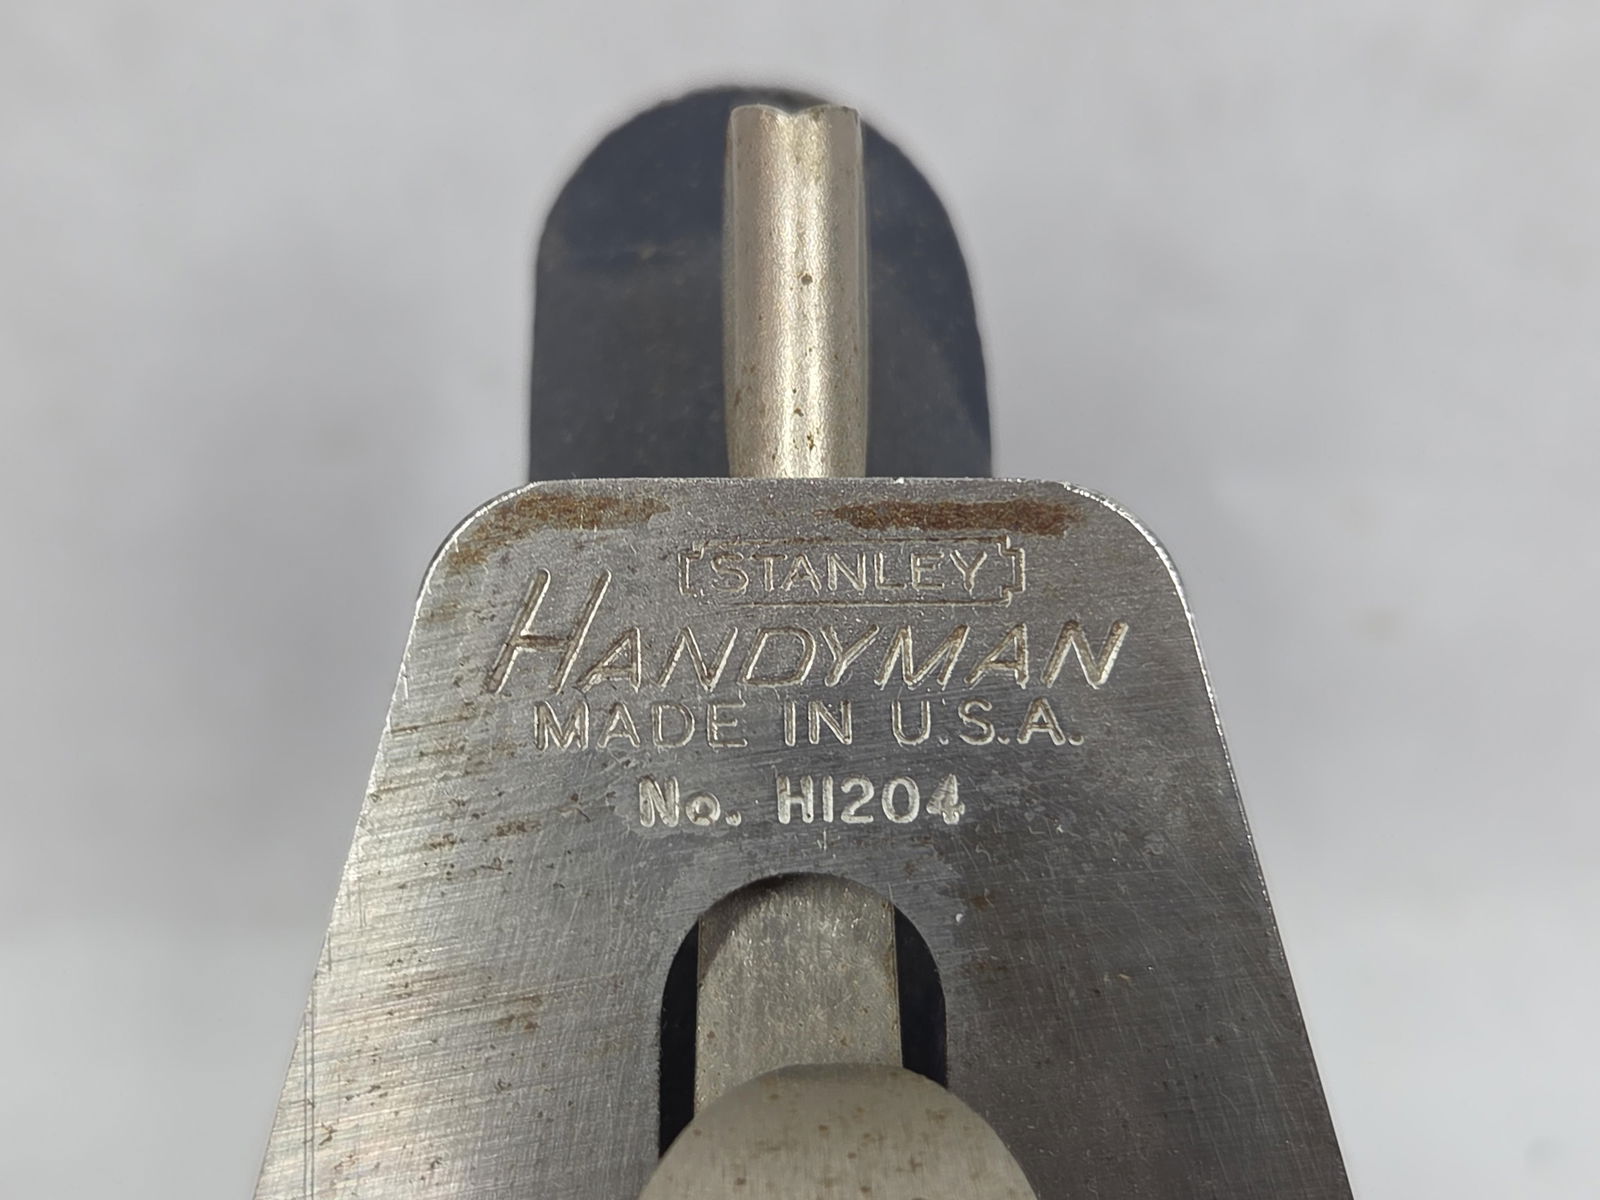 STANLEY
HANDYMAN
MADE IN U.S.A.
No. H1204